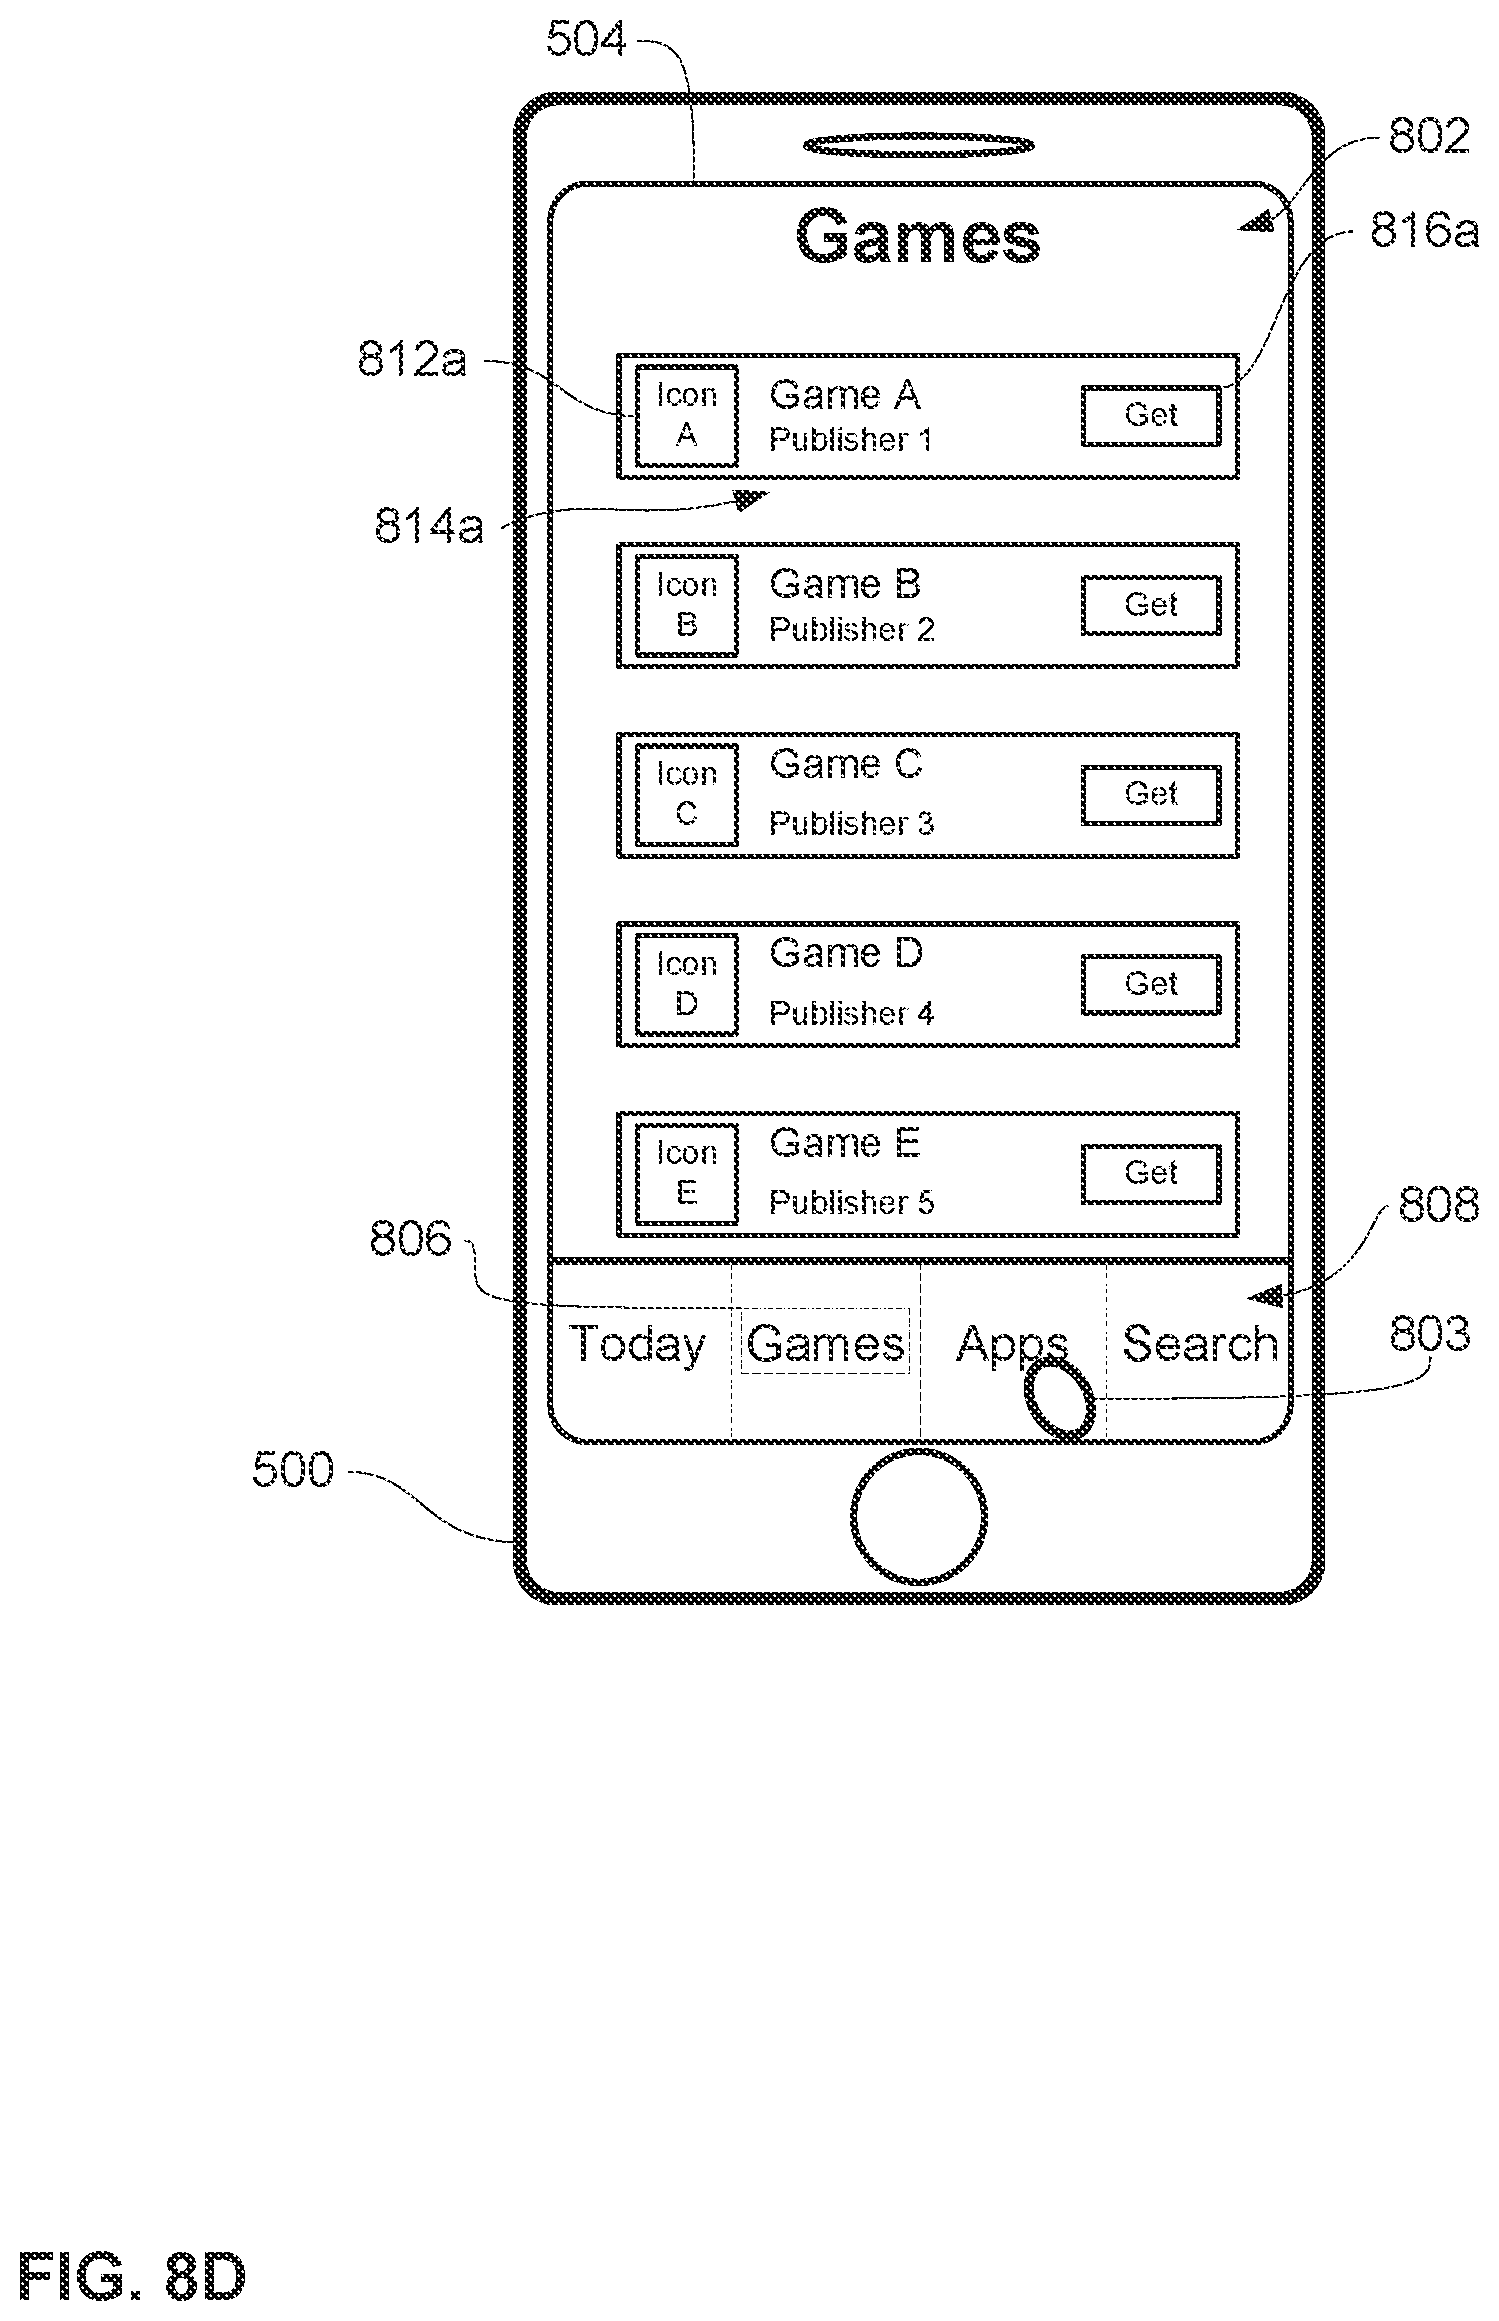 504
802
Games
816a
812a
Icon
A
Game A
Publisher 1
Get
814a
Icon
B
Game B
Publisher 2
Get
Icon
C
Game C
Publisher 3
Get
Icon
D
Game D
Publisher 4
Get
Icon
E
Game E
Publisher 5
Get
808
806
Today Games Apps Search
803
500
FIG. 8D